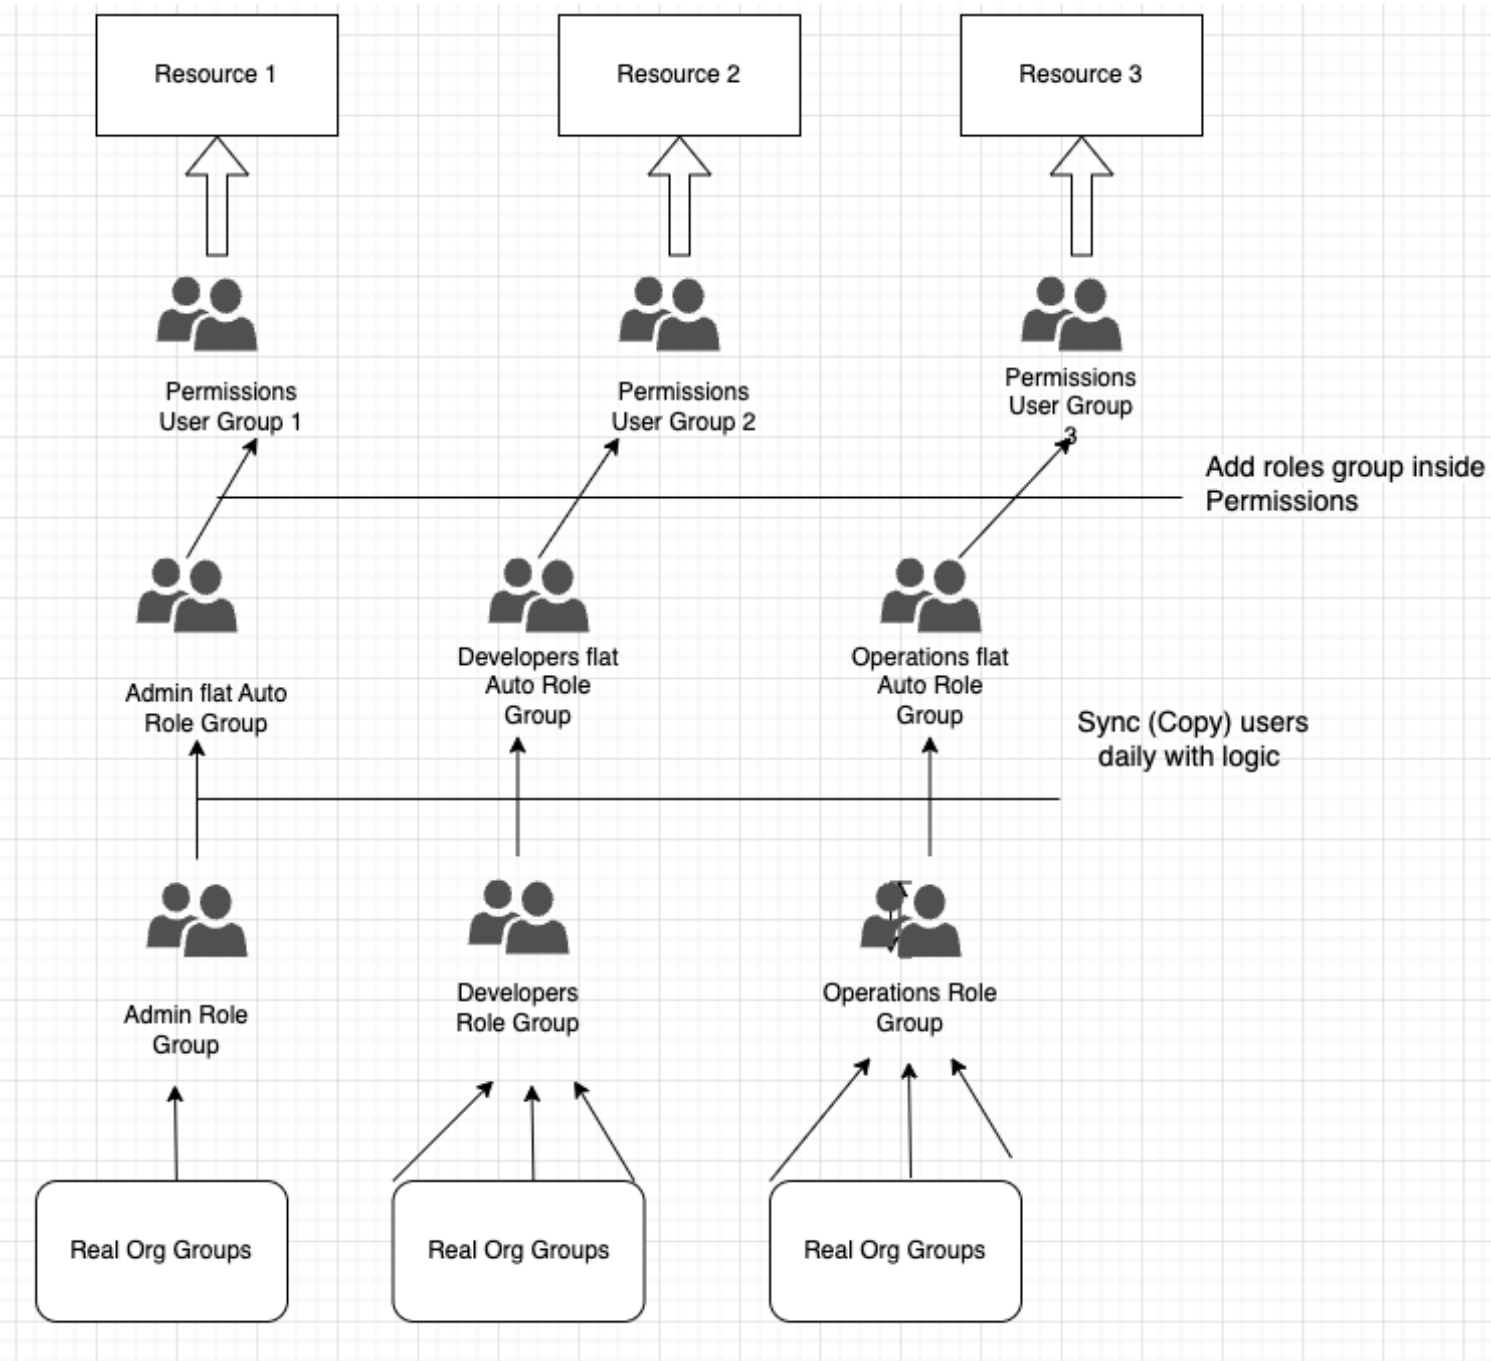 Resource 1
Resource 2
Resource 3
Permissions
User Group 1
Permissions
User Group 2
Permissions
User Group
3
Add roles group inside
Permissions
Admin flat Auto
Role Group
Developers flat
Auto Role
Group
Operations flat
Auto Role
Group
Sync (Copy) users
daily with logic
Admin Role
Group
Developers
Role Group
Operations Role
Group
Real Org Groups
Real Org Groups
Real Org Groups